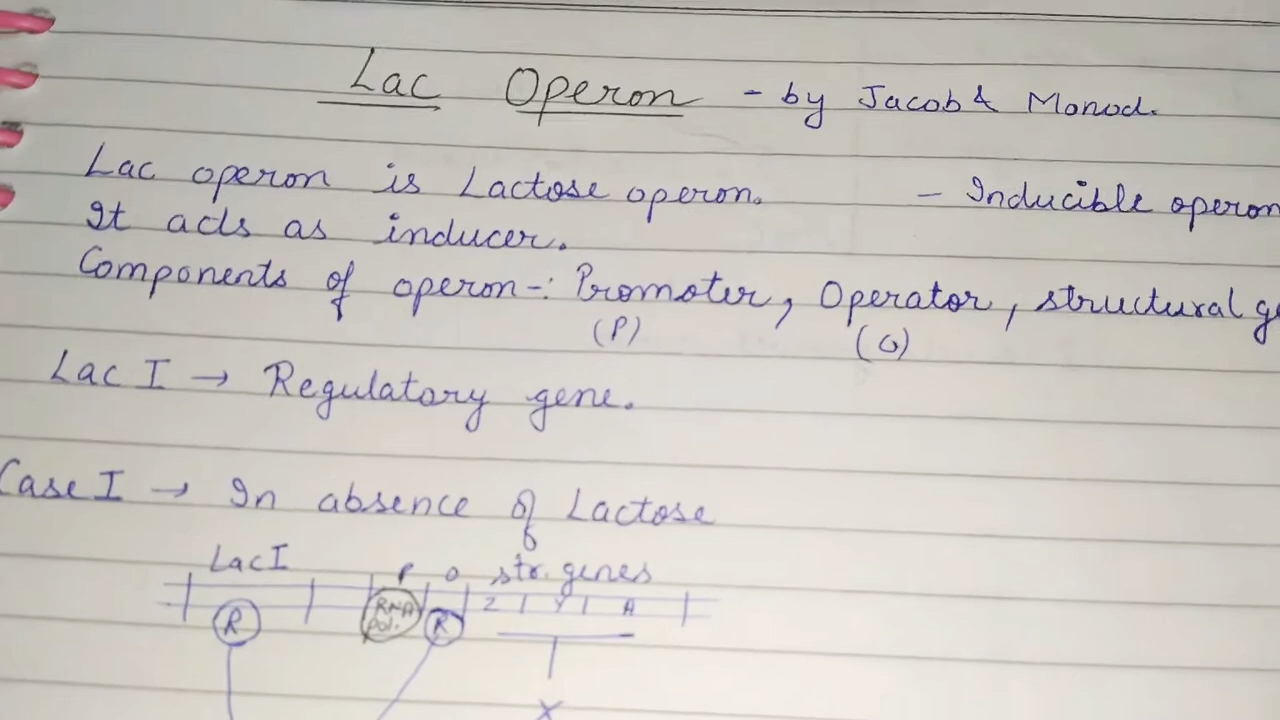 Lac Operon - by Jacob & Monod.
Lac operon is Lactose operon. - Inducible operon
It acts as inducer.
Components of operon-: Promoter, Operator, structural ge
(P) (O)
Lac I → Regulatory gene.
Case I → In absence of Lactose
LacI P O str. genes
R RNA Pol. R Z Y A
X